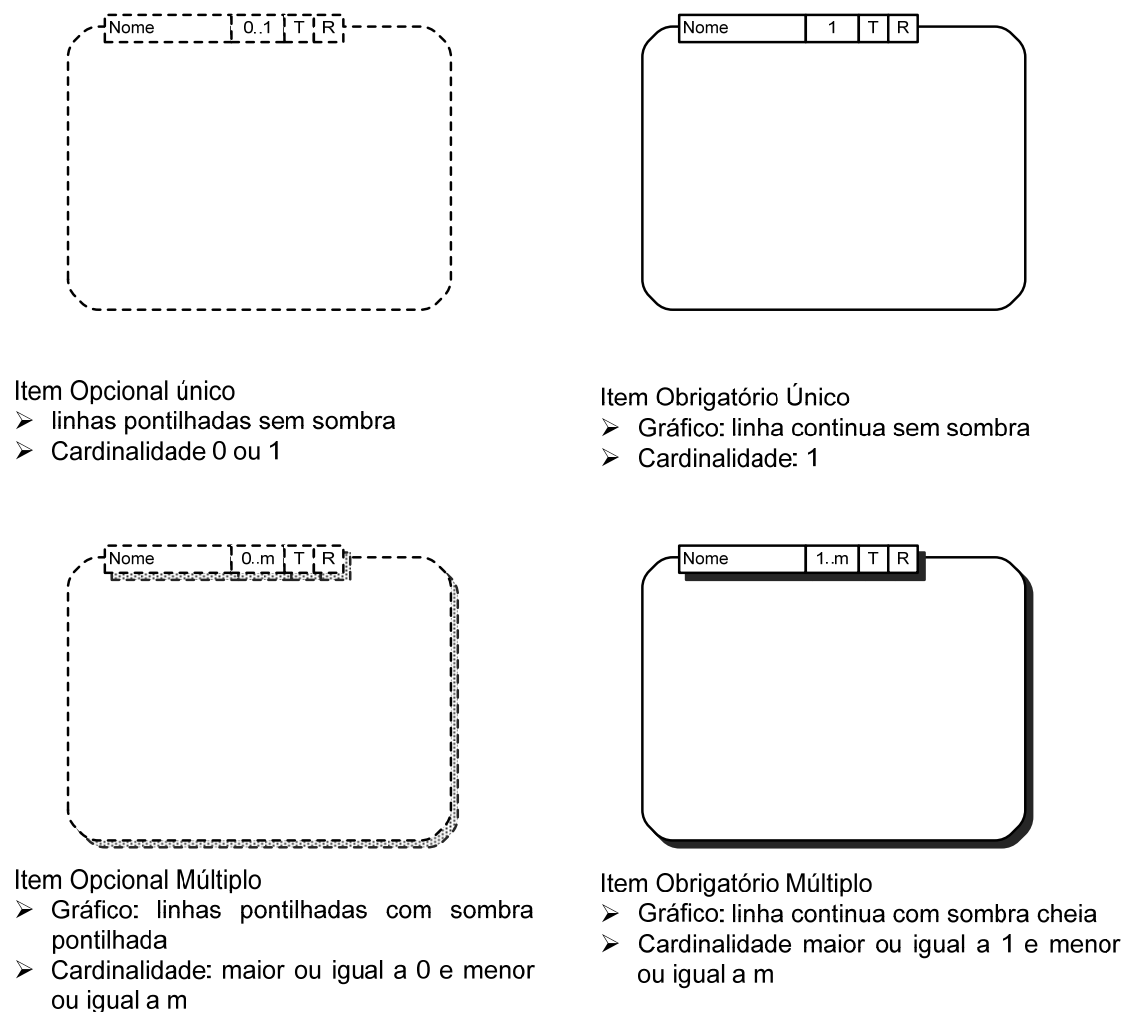 Nome 0..1 T R
Nome 1 T R
Item Opcional único
➢ linhas pontilhadas sem sombra
➢ Cardinalidade 0 ou 1
Item Obrigatório Único
➢ Gráfico: linha continua sem sombra
➢ Cardinalidade: 1
Nome 0..m T R
Nome 1..m T R
Item Opcional Múltiplo
➢ Gráfico: linhas pontilhadas com sombra
pontilhada
➢ Cardinalidade: maior ou igual a 0 e menor
ou igual a m
Item Obrigatório Múltiplo
➢ Gráfico: linha continua com sombra cheia
➢ Cardinalidade maior ou igual a 1 e menor
ou igual a m